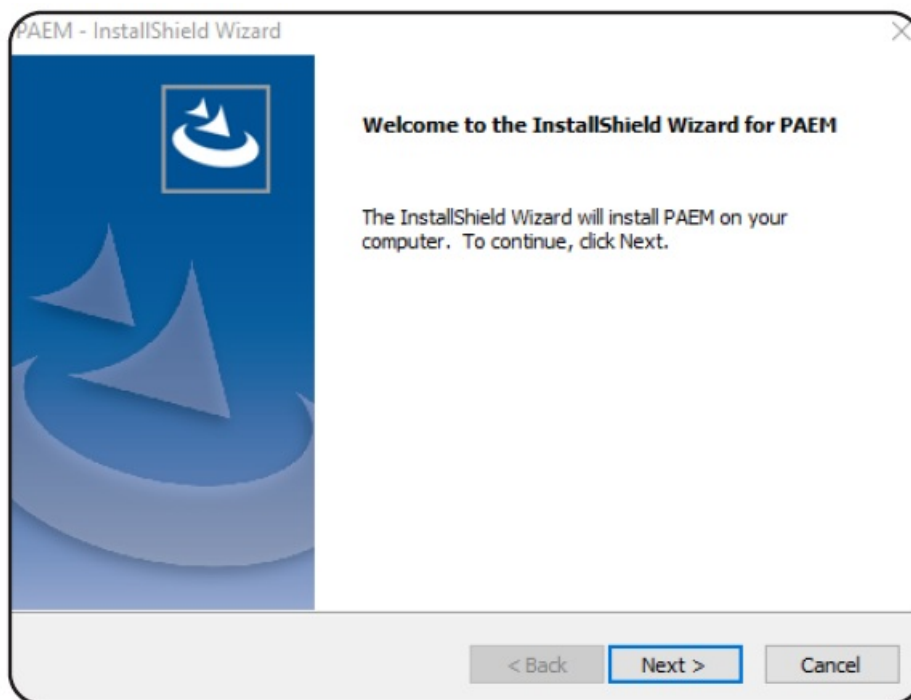 PAEM - InstallShield Wizard
Welcome to the InstallShield Wizard for PAEM
The InstallShield Wizard will install PAEM on your
computer. To continue, click Next.
< Back
Next >
Cancel